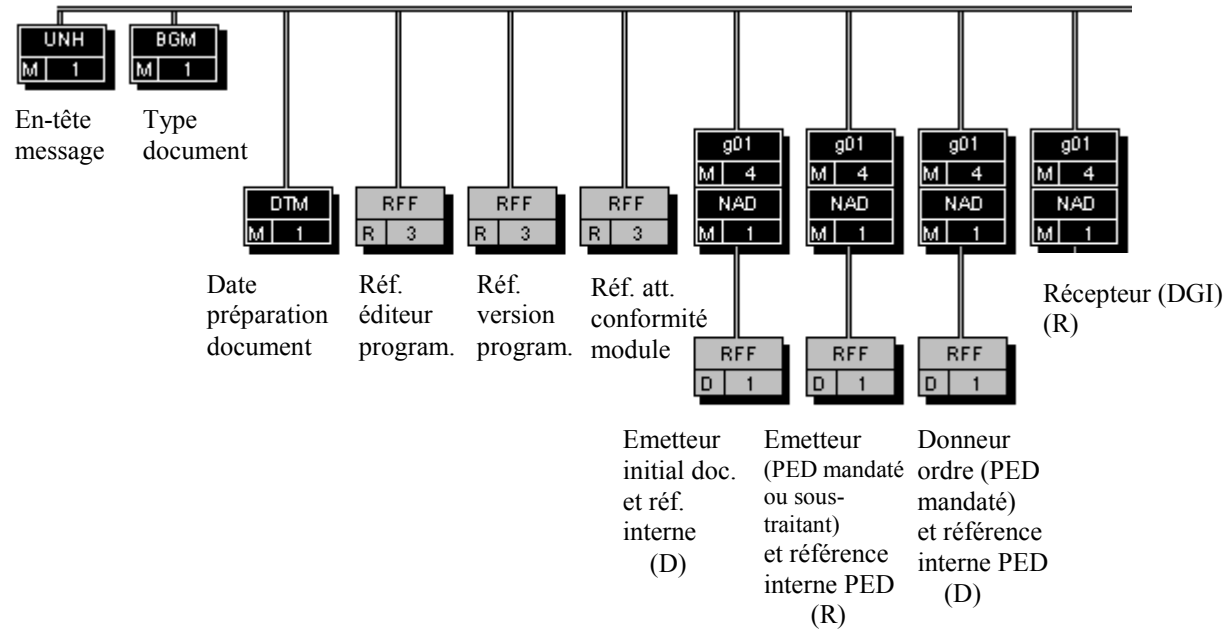 UNH
M 1
BGM
M 1
En-tête
message
Type
document
DTM
M 1
RFF
R 3
RFF
R 3
RFF
R 3
g01
M 4
NAD
M 1
g01
M 4
NAD
M 1
g01
M 4
NAD
M 1
g01
M 4
NAD
M 1
Date
préparation
document
Réf.
éditeur
program.
Réf.
version
program.
Réf. att.
conformité
module
Récepteur (DGI)
(R)
RFF
D 1
RFF
D 1
RFF
D 1
Emetteur
initial doc.
et réf.
interne
(D)
Emetteur
(PED mandaté
ou sous-
traitant)
et référence
interne PED
(R)
Donneur
ordre (PED
mandaté)
et référence
interne PED
(D)